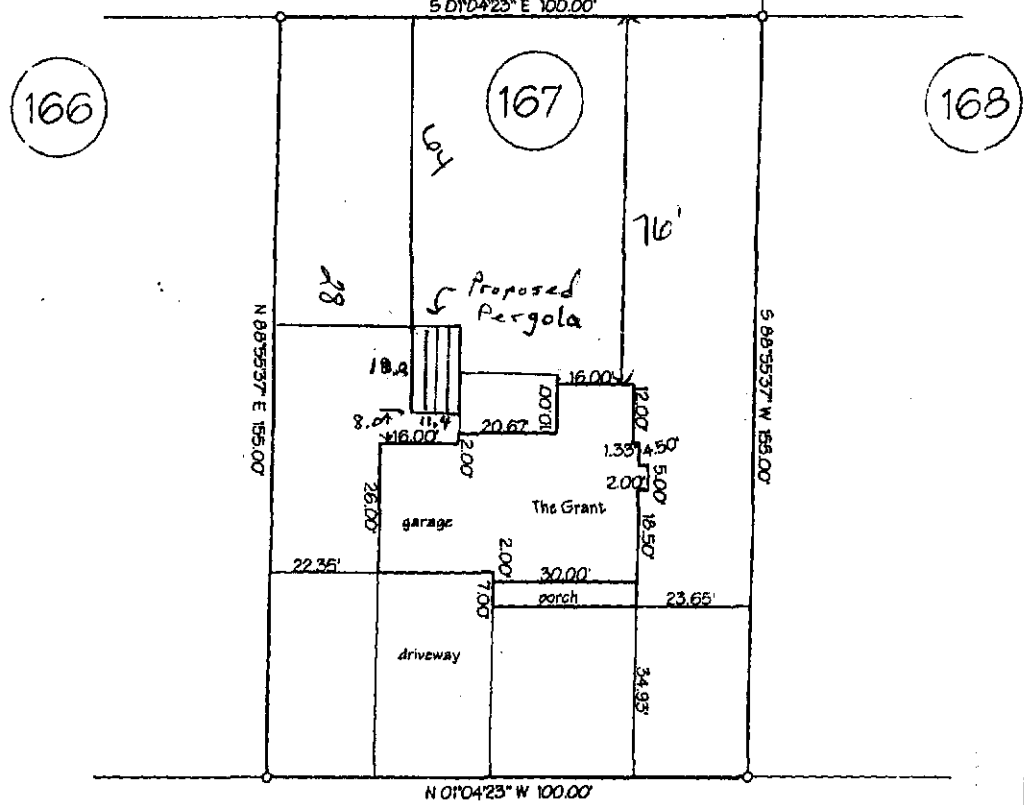 S 01°04'23" E 100.00'
166
167
168
64
76'
28
Proposed
Pergola
N 88°55'37" E 155.00'
S 88°55'37" W 155.00'
16.00'
10.00'
12.00'
8.0
11.4
16.00'
20.67'
2.00'
1.33'
4.50'
2.00'
5.00'
26.00'
garage
The Grant
18.50'
22.35'
2.00'
30.00'
7.00'
porch
23.65'
driveway
34.93'
N 01°04'23" W 100.00'